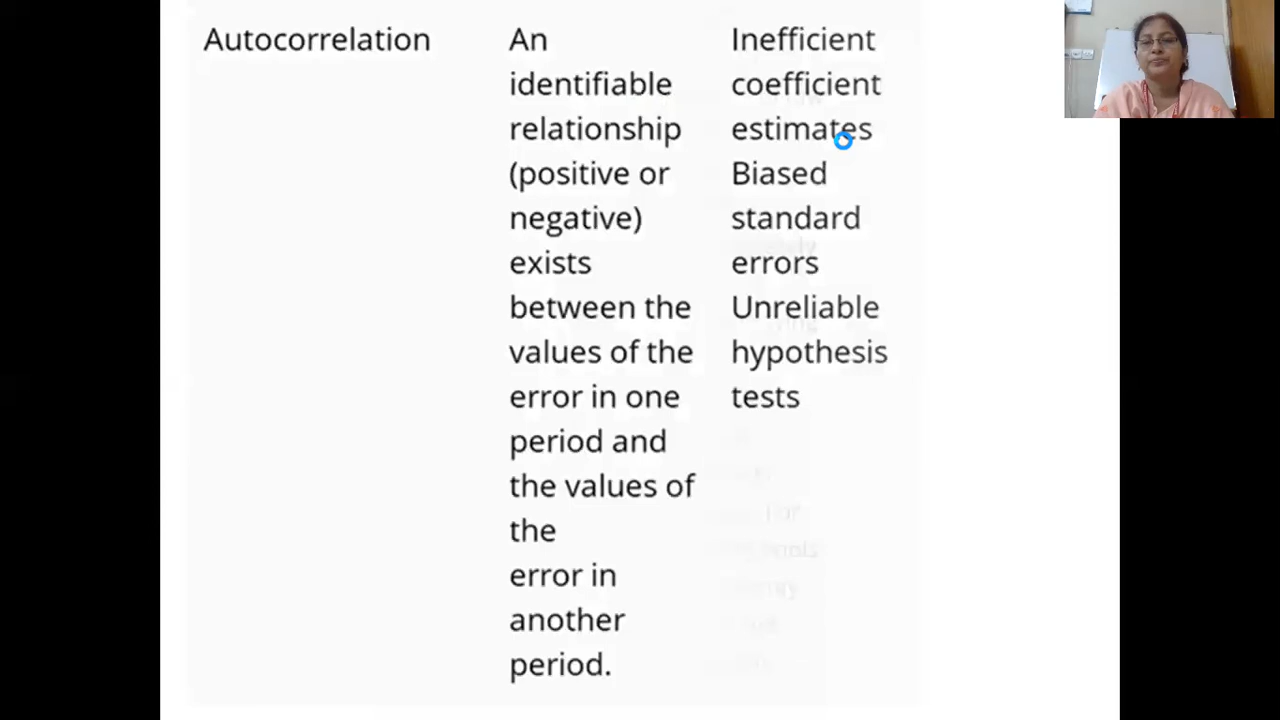 Autocorrelation
An
identifiable
relationship
(positive or
negative)
exists
between the
values of the
error in one
period and
the values of
the
error in
another
period.
Inefficient
coefficient
estimates
Biased
standard
errors
Unreliable
hypothesis
tests